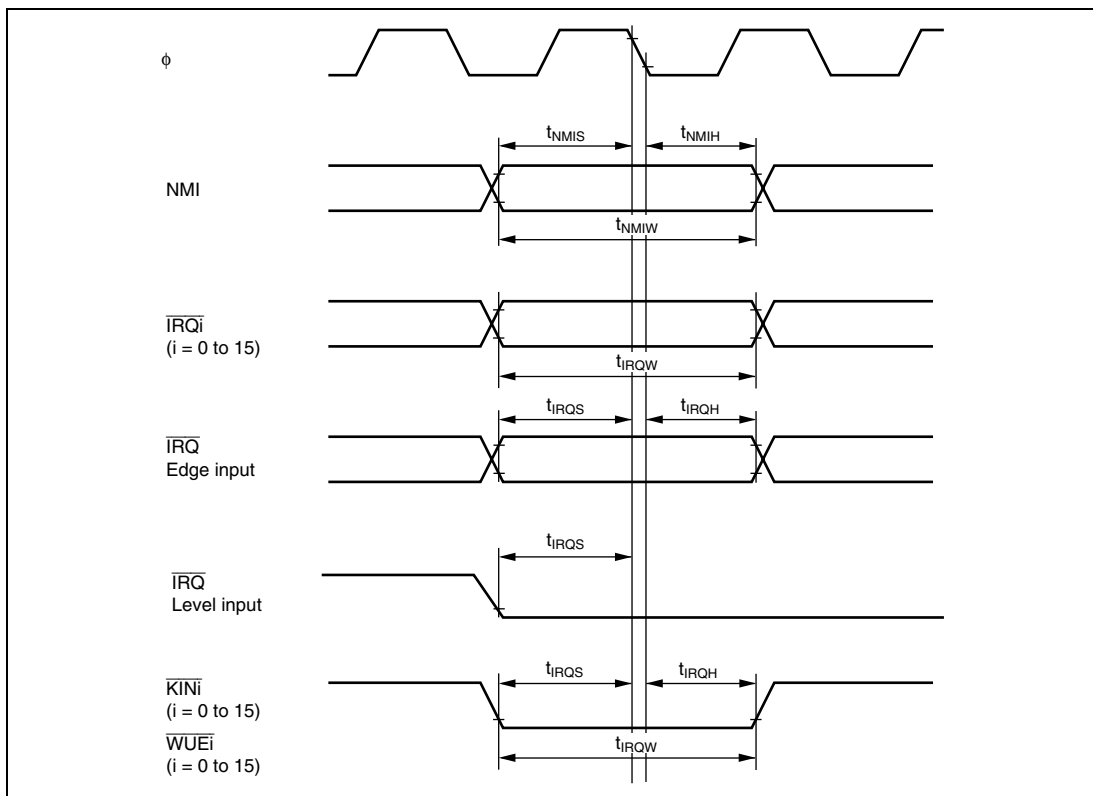 ϕ
tNMIS tNMIH
NMI
tNMIW
IRQi
(i = 0 to 15)
tIRQW
tIRQS tIRQH
IRQ
Edge input
tIRQS
IRQ
Level input
tIRQS tIRQH
KINi
(i = 0 to 15)
WUEi
tIRQW
(i = 0 to 15)